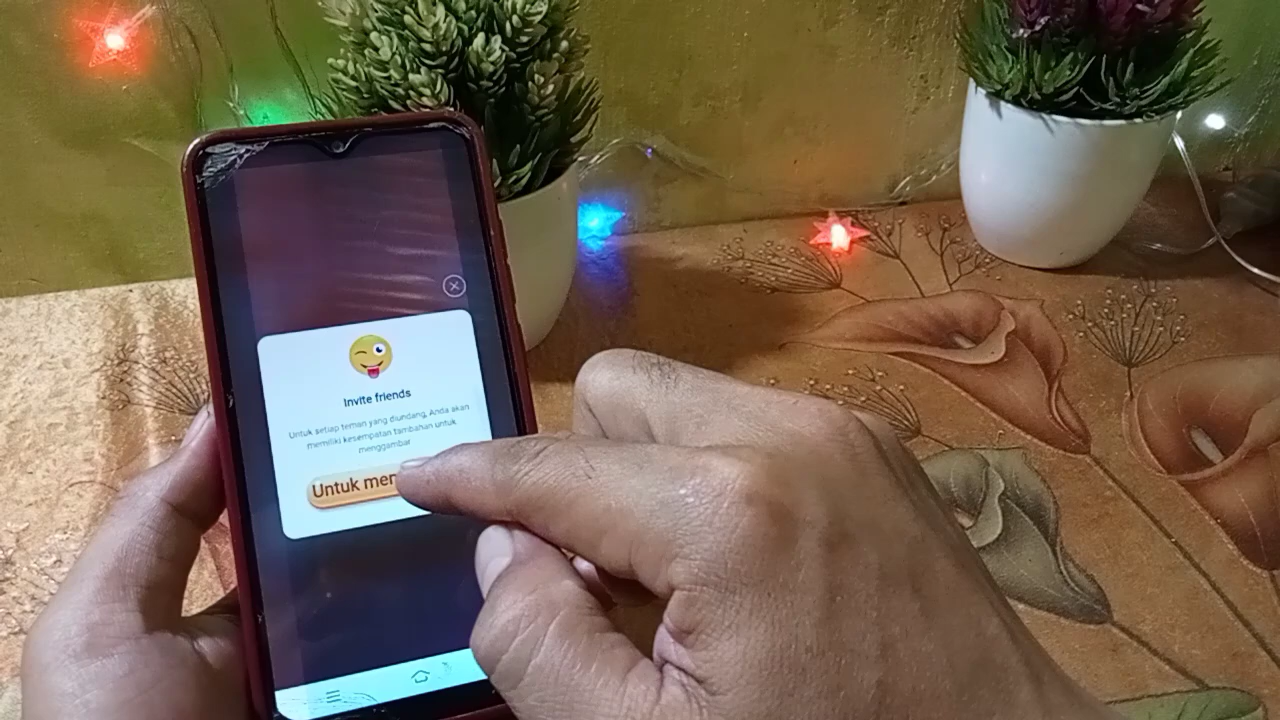 Invite friends
Untuk setiap teman yang diundang, Anda akan
memiliki kesempatan tambahan untuk
menggambar
Untuk men